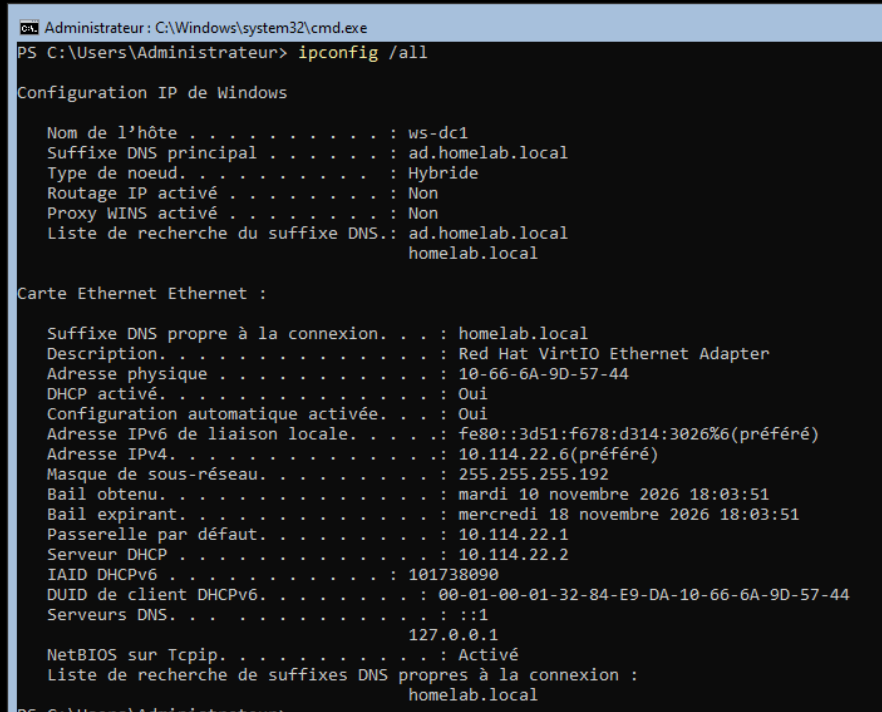 Administrateur : C:\Windows\system32\cmd.exe
PS C:\Users\Administrateur> ipconfig /all
Configuration IP de Windows
Nom de l’hôte . . . . . . . . . . : ws-dc1
Suffixe DNS principal . . . . . . : ad.homelab.local
Type de noeud. . . . . . . . . . : Hybride
Routage IP activé . . . . . . . . : Non
Proxy WINS activé . . . . . . . . : Non
Liste de recherche du suffixe DNS.: ad.homelab.local
homelab.local
Carte Ethernet Ethernet :
Suffixe DNS propre à la connexion. . . : homelab.local
Description. . . . . . . . . . . . . . : Red Hat VirtIO Ethernet Adapter
Adresse physique . . . . . . . . . . . : 10-66-6A-9D-57-44
DHCP activé. . . . . . . . . . . . . . : Oui
Configuration automatique activée. . . : Oui
Adresse IPv6 de liaison locale. . . . .: fe80::3d51:f678:d314:3026%6(préféré)
Adresse IPv4. . . . . . . . . . . . . .: 10.114.22.6(préféré)
Masque de sous-réseau. . . . . . . . . : 255.255.255.192
Bail obtenu. . . . . . . . . . . . . . : mardi 10 novembre 2026 18:03:51
Bail expirant. . . . . . . . . . . . . : mercredi 18 novembre 2026 18:03:51
Passerelle par défaut. . . . . . . . . : 10.114.22.1
Serveur DHCP . . . . . . . . . . . . . : 10.114.22.2
IAID DHCPv6 . . . . . . . . . . . : 101738090
DUID de client DHCPv6. . . . . . . . : 00-01-00-01-32-84-E9-DA-10-66-6A-9D-57-44
Serveurs DNS. . . . . . . . . . . . . : ::1
127.0.0.1
NetBIOS sur Tcpip. . . . . . . . . . . : Activé
Liste de recherche de suffixes DNS propres à la connexion :
homelab.local
PS C:\Users\Administrateur>